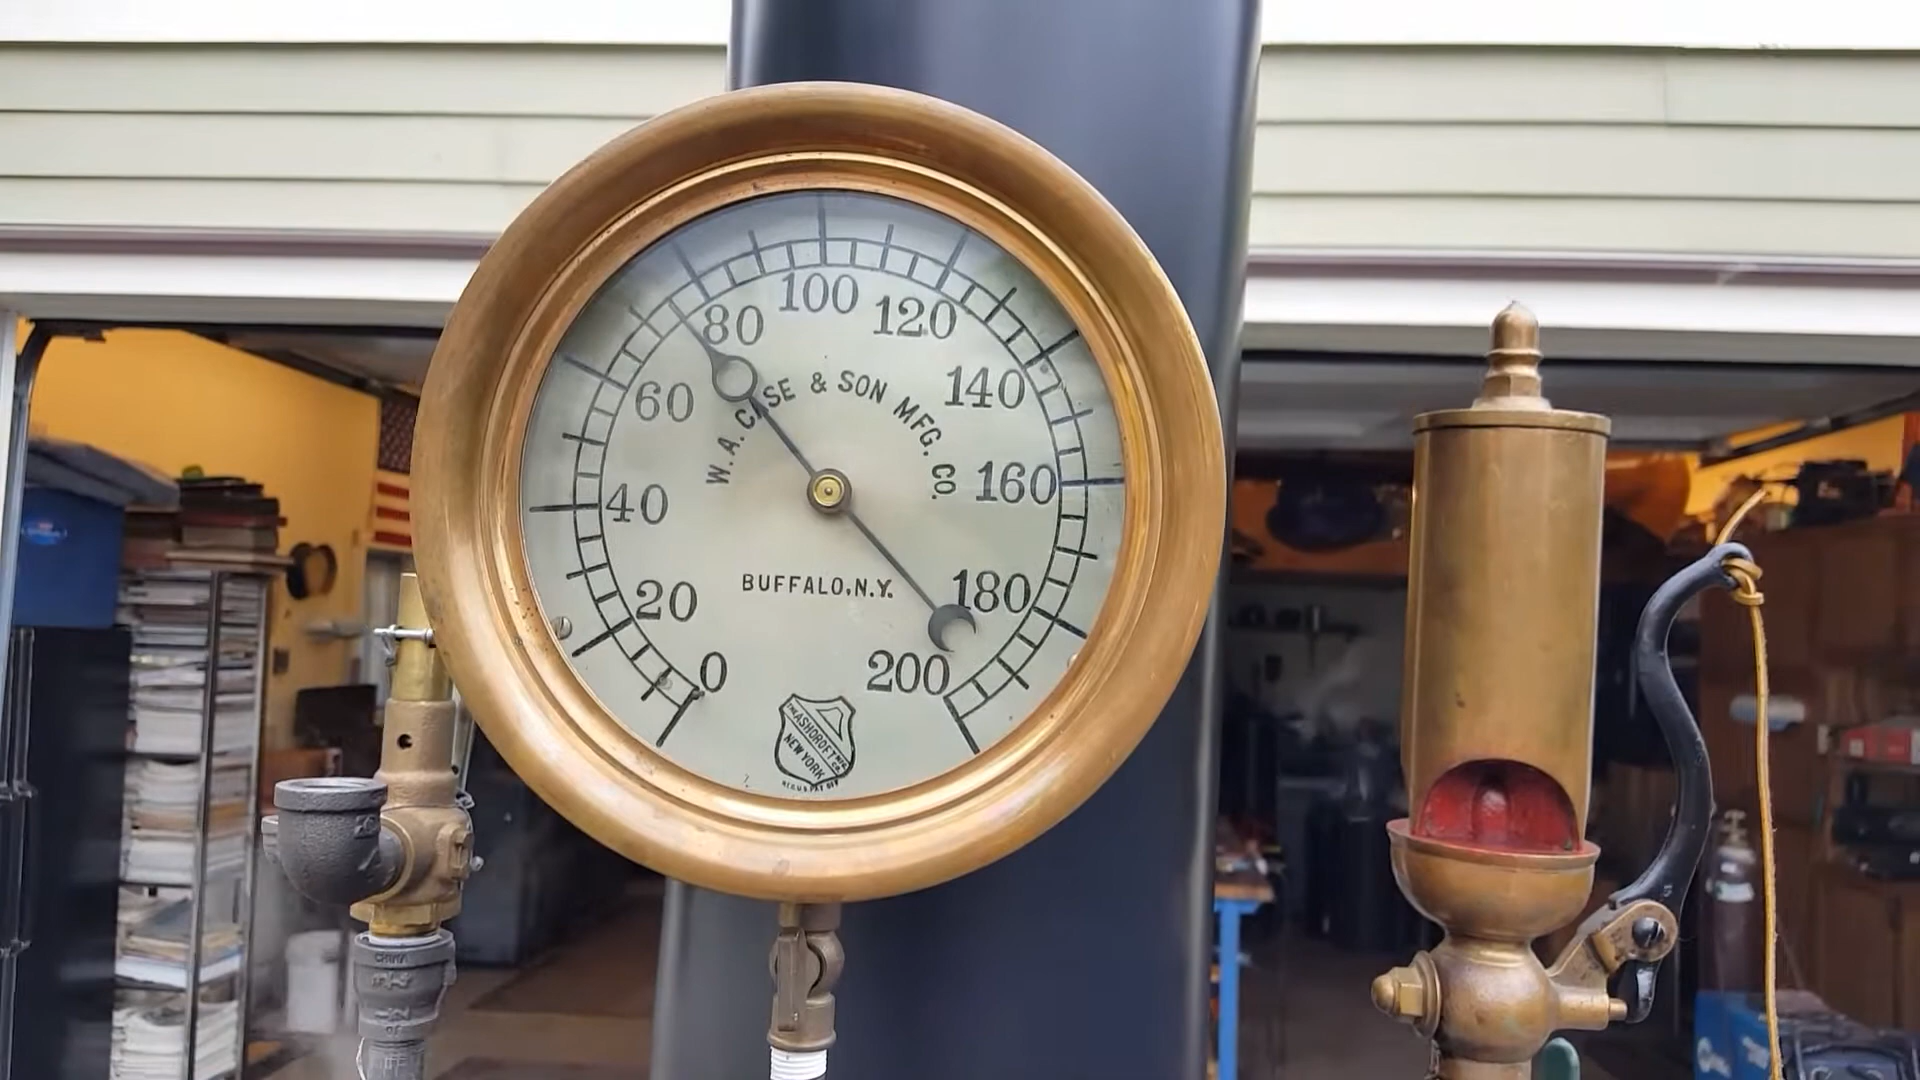 100
80
120
60
140
W. A. CASE & SON MFG. CO.
40
160
BUFFALO, N.Y.
20
180
0
200
THE ASHCROFT MFG. CO.
NEW YORK
CHINA